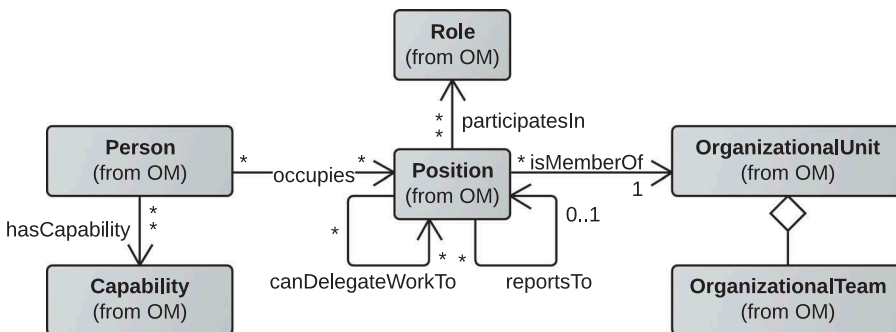 Role
(from OM)
*
*
participatesIn
Person
(from OM)
*
occupies
*
Position
(from OM)
*
isMemberOf
1
OrganizationalUnit
(from OM)
*
*
hasCapability
*
canDelegateWorkTo
*
*
reportsTo
0..1
Capability
(from OM)
OrganizationalTeam
(from OM)